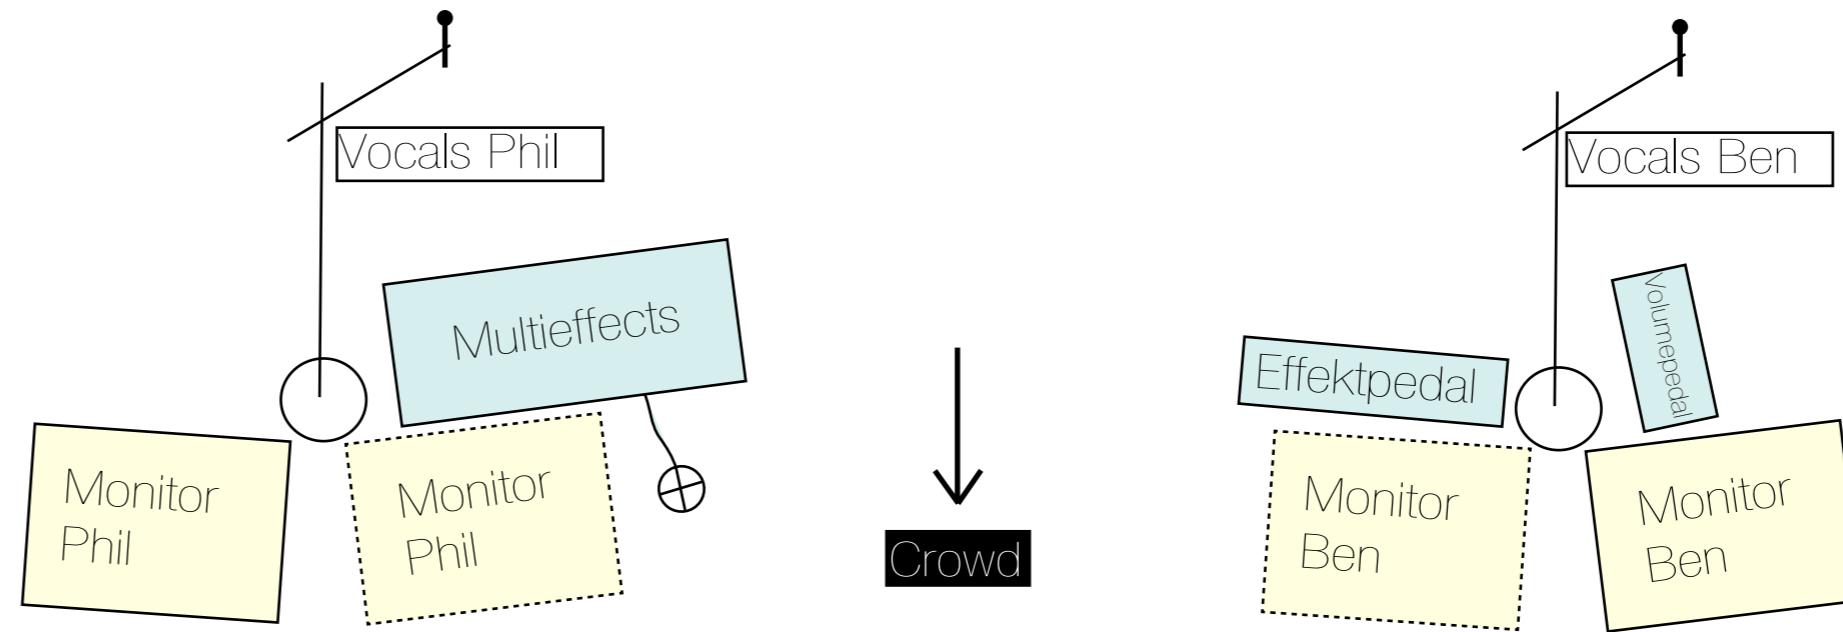 Vocals Phil
Vocals Ben
Multieffects
Volumepedal
Effektpedal
Monitor
Phil
Monitor
Phil
Crowd
Monitor
Ben
Monitor
Ben